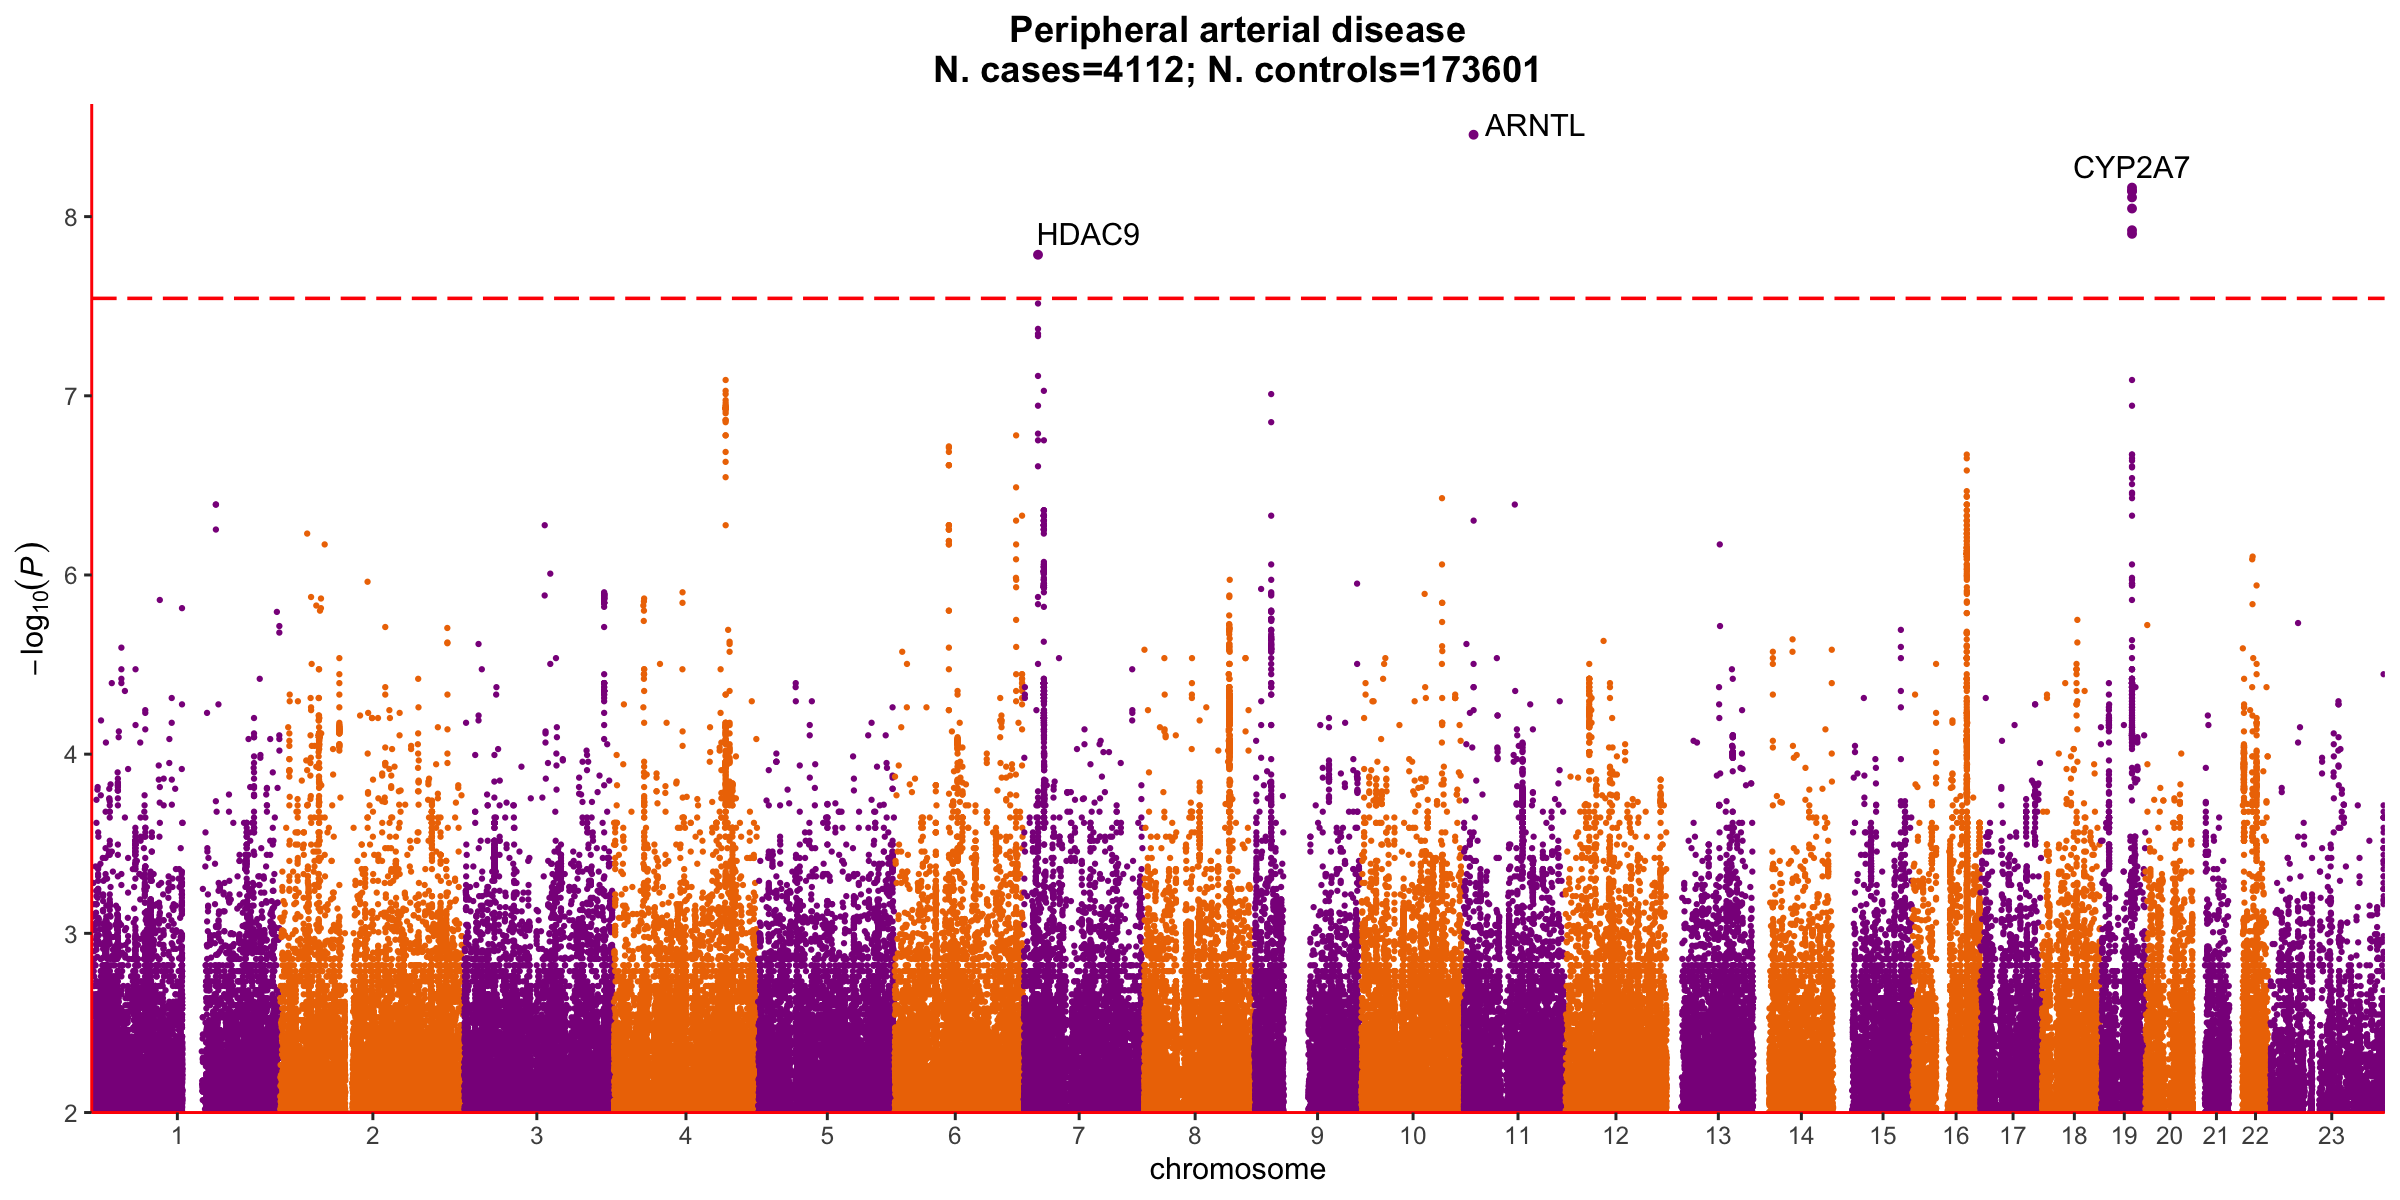 Peripheral arterial disease
N. cases=4112; N. controls=173601
ARNTL
CYP2A7
HDAC9
8
7
6
5
4
3
2
−log10(P)
1 2 3 4 5 6 7 8 9 10 11 12 13 14 15 16 17 18 19 20 21 22 23
chromosome